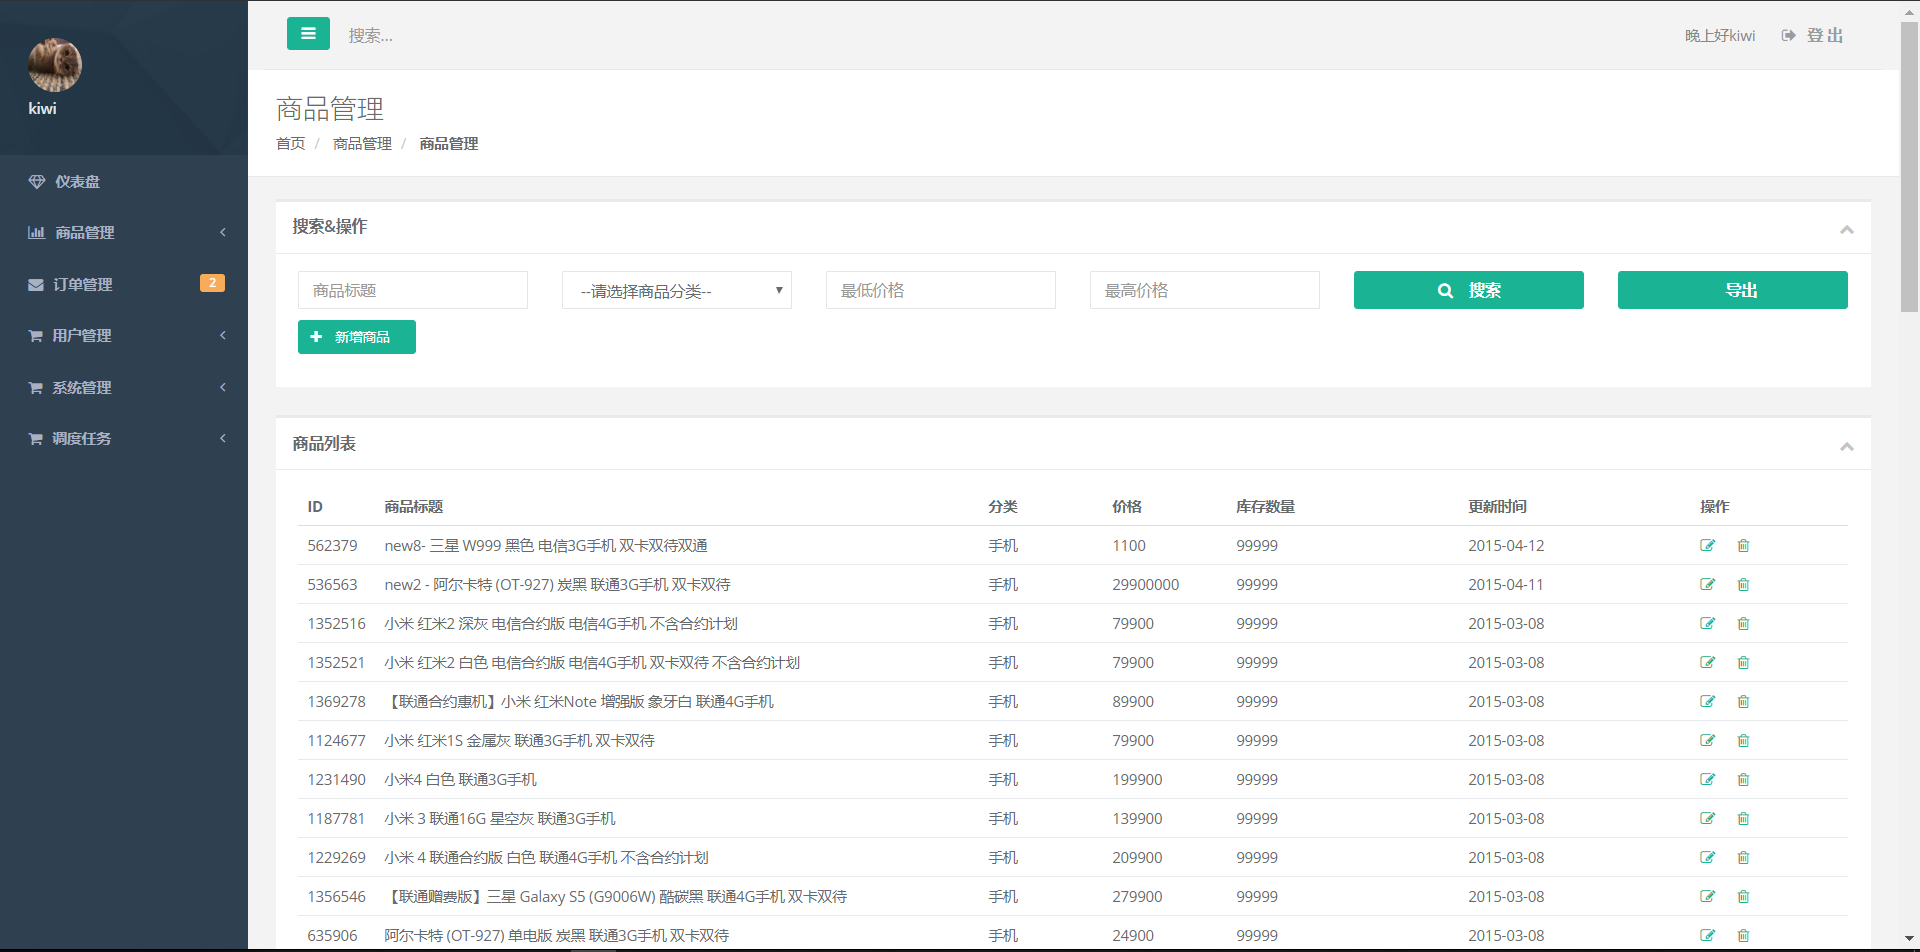 kiwi
仪表盘
商品管理
订单管理 2
用户管理
系统管理
调度任务
搜索...
晚上好kiwi 登 出
商品管理
首页 / 商品管理 / 商品管理
搜索&操作
商品标题 --请选择商品分类-- 最低价格 最高价格 搜索 导出
新增商品
商品列表
ID 商品标题 分类 价格 库存数量 更新时间 操作
562379 new8- 三星 W999 黑色 电信3G手机 双卡双待双通 手机 1100 99999 2015-04-12
536563 new2 - 阿尔卡特 (OT-927) 炭黑 联通3G手机 双卡双待 手机 29900000 99999 2015-04-11
1352516 小米 红米2 深灰 电信合约版 电信4G手机 不含合约计划 手机 79900 99999 2015-03-08
1352521 小米 红米2 白色 电信合约版 电信4G手机 双卡双待 不含合约计划 手机 79900 99999 2015-03-08
1369278 【联通合约惠机】小米 红米Note 增强版 象牙白 联通4G手机 手机 89900 99999 2015-03-08
1124677 小米 红米1S 金属灰 联通3G手机 双卡双待 手机 79900 99999 2015-03-08
1231490 小米4 白色 联通3G手机 手机 199900 99999 2015-03-08
1187781 小米 3 联通16G 星空灰 联通3G手机 手机 139900 99999 2015-03-08
1229269 小米 4 联通合约版 白色 联通4G手机 不含合约计划 手机 209900 99999 2015-03-08
1356546 【联通赠费版】三星 Galaxy S5 (G9006W) 酷碳黑 联通4G手机 双卡双待 手机 279900 99999 2015-03-08
635906 阿尔卡特 (OT-927) 单电版 炭黑 联通3G手机 双卡双待 手机 24900 99999 2015-03-08